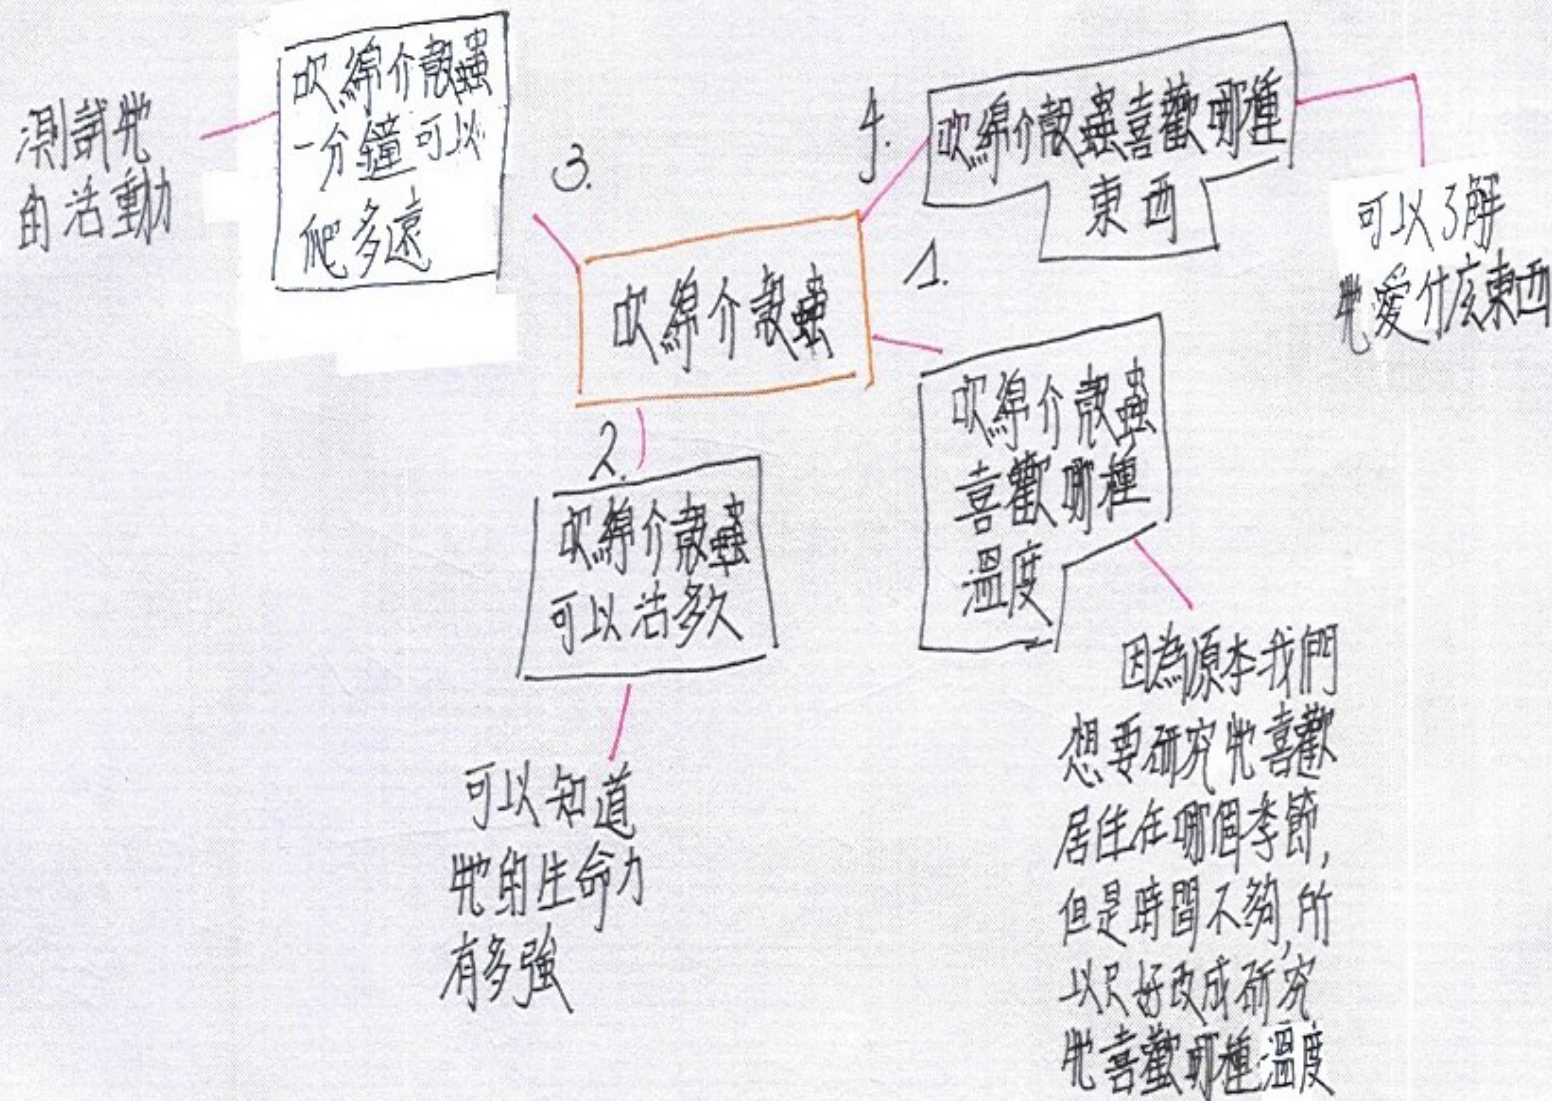 吹綿介殼蟲
1.
吹綿介殼蟲
喜歡哪種
溫度
因為原本我們
想要研究牠喜歡
居住在哪個季節,
但是時間不夠,所
以只好改成研究
牠喜歡哪種溫度
2.
吹綿介殼蟲
可以活多久
可以知道
牠的生命力
有多強
3.
吹綿介殼蟲
一分鐘可以
爬多遠
測試牠
的活動力
4.
吹綿介殼蟲喜歡哪種
東西
可以了解
牠愛什麼東西